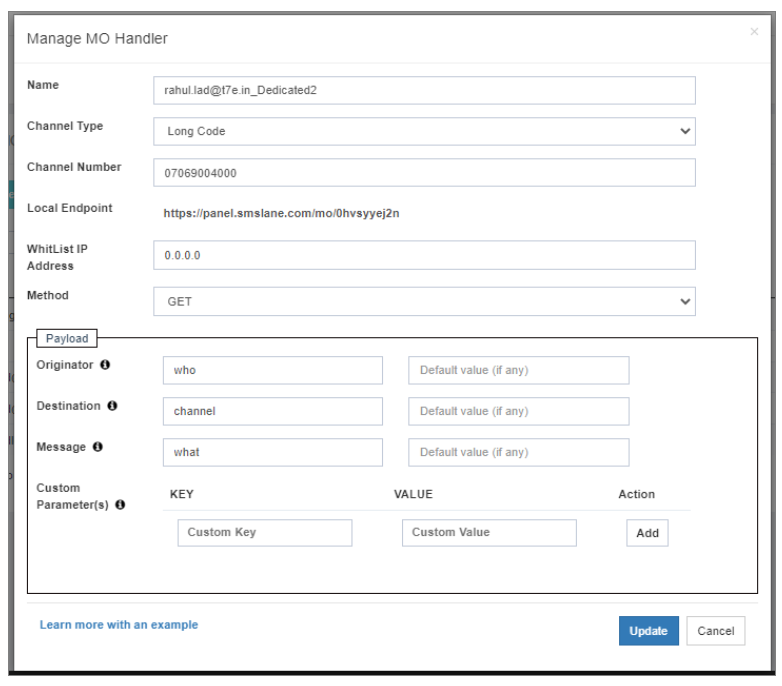 Manage MO Handler
×
Name
rahul.lad@t7e.in_Dedicated2
Channel Type
Long Code
Channel Number
07069004000
Local Endpoint
https://panel.smslane.com/mo/0hvsyyej2n
WhitList IP
Address
0.0.0.0
Method
GET
Payload
Originator
who
Default value (if any)
Destination
channel
Default value (if any)
Message
what
Default value (if any)
Custom
Parameter(s)
KEY VALUE Action
Custom Key Custom Value Add
Learn more with an example
Update Cancel